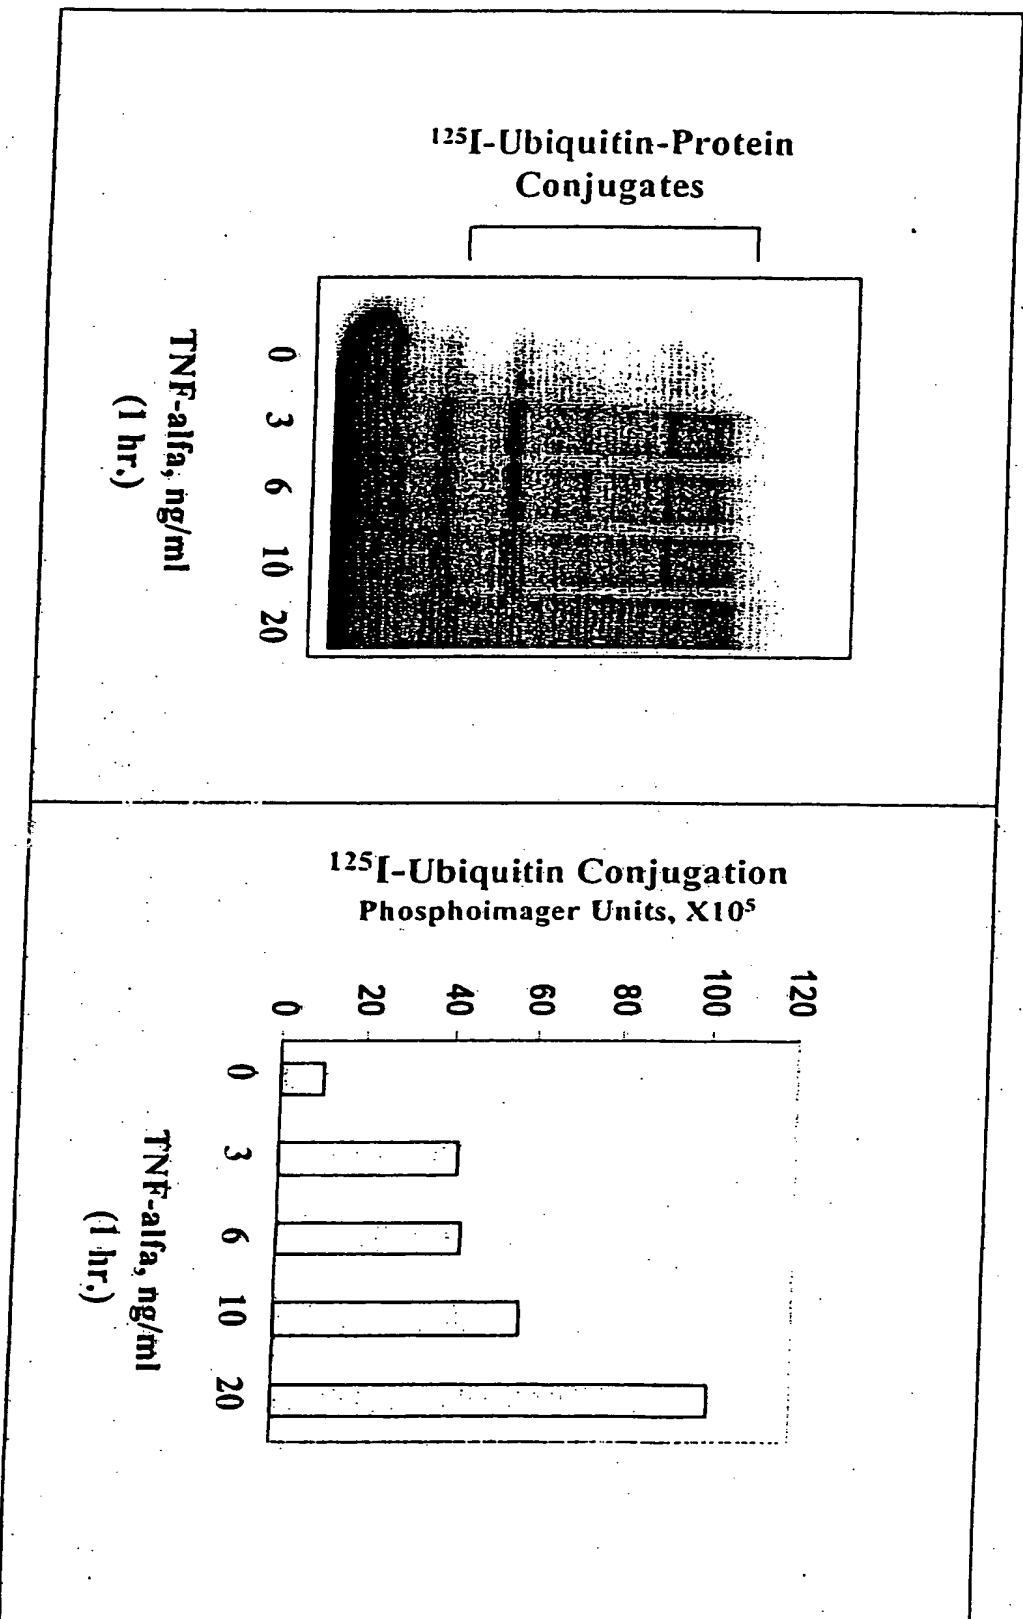 ¹²⁵I-Ubiquitin-Protein
Conjugates
0 3 6 10 20
TNF-alfa, ng/ml
(1 hr.)
¹²⁵I-Ubiquitin Conjugation
Phosphoimager Units, X10⁵
120
100
80
60
40
20
0
0 3 6 10 20
TNF-alfa, ng/ml
(1 hr.)